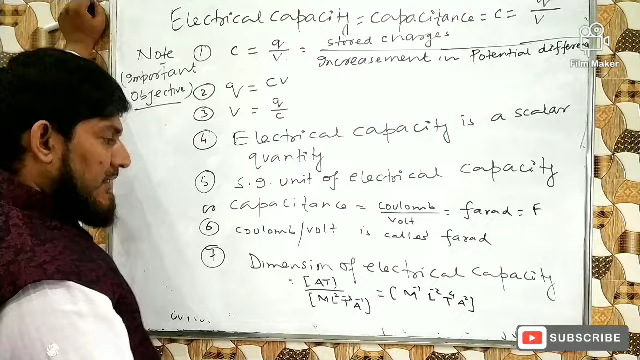 Electrical capacity = capacitance = C = q/V
Note
(Important
Objective)
① C = q/V = stored charges / Increasement in Potential differen
Film Maker
② q = CV
③ V = q/C
④ Electrical capacity is a scalar
quantity
⑤ S.I. unit of electrical capacity
or capacitance = coulomb/volt = farad = F
⑥ coulomb/volt is called farad
⑦ Dimension of electrical capacity
= [AT]/[ML²T⁻³A⁻¹] = [M⁻¹ L⁻² T⁴ A²]
SUBSCRIBE